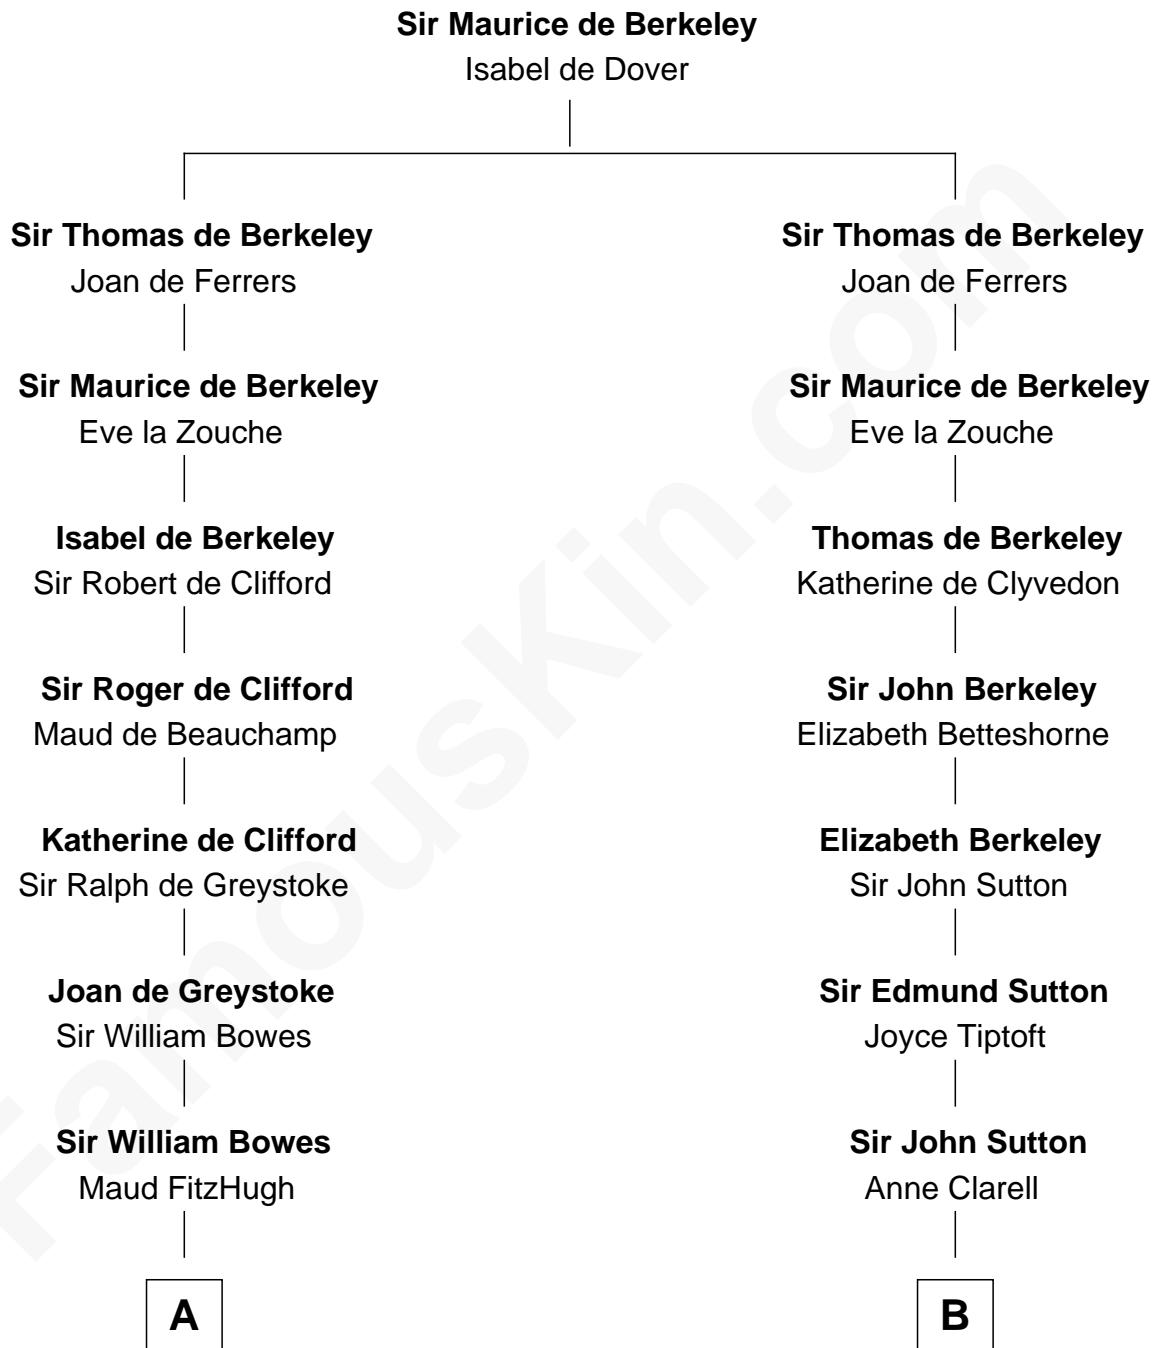 Sir Maurice de Berkeley
Isabel de Dover
Sir Thomas de Berkeley
Joan de Ferrers
Sir Maurice de Berkeley
Eve la Zouche
Isabel de Berkeley
Sir Robert de Clifford
Sir Roger de Clifford
Maud de Beauchamp
Katherine de Clifford
Sir Ralph de Greystoke
Joan de Greystoke
Sir William Bowes
Sir William Bowes
Maud FitzHugh
A
Sir Thomas de Berkeley
Joan de Ferrers
Sir Maurice de Berkeley
Eve la Zouche
Thomas de Berkeley
Katherine de Clyvedon
Sir John Berkeley
Elizabeth Betteshorne
Elizabeth Berkeley
Sir John Sutton
Sir Edmund Sutton
Joyce Tiptoft
Sir John Sutton
Anne Clarell
B
FamousKin.com